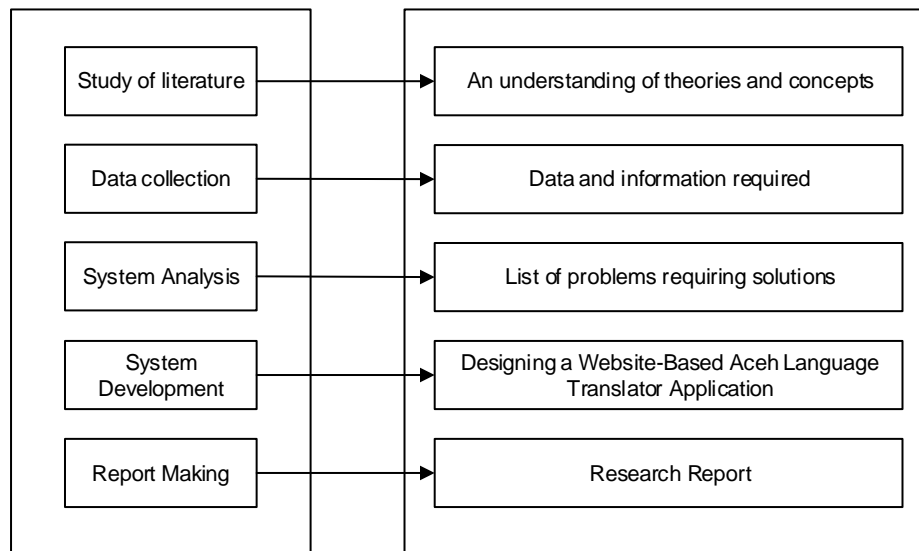 Study of literature
An understanding of theories and concepts
Data collection
Data and information required
System Analysis
List of problems requiring solutions
System
Development
Designing a Website-Based Aceh Language
Translator Application
Report Making
Research Report